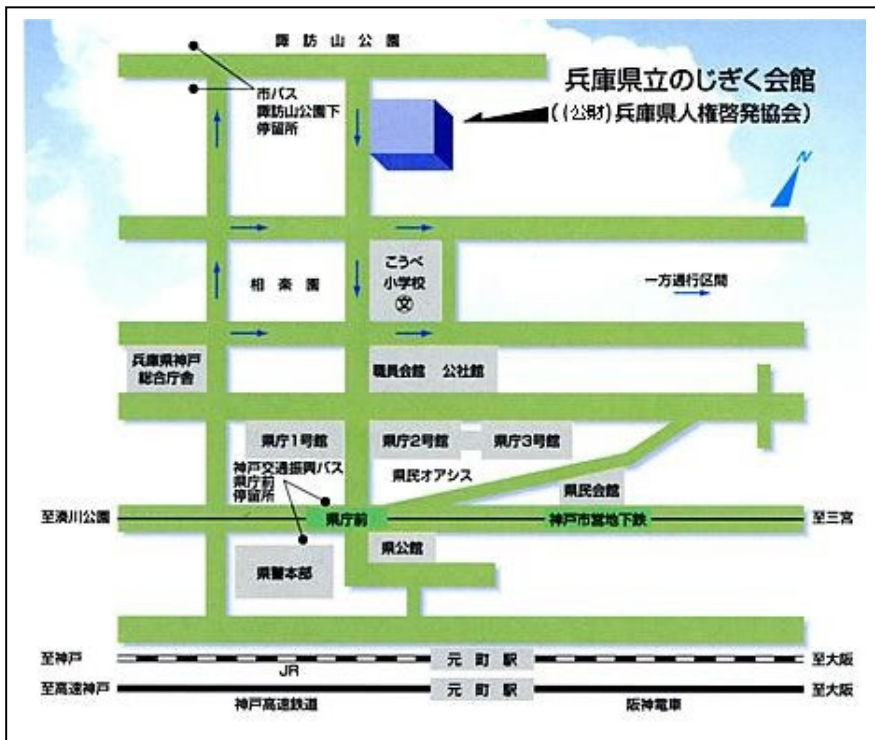 諏訪山公園
市バス
諏訪山公園下
停留所
兵庫県立のじぎく会館
((公財)兵庫県人権啓発協会)
N
相楽園
こうべ
小学校
文
一方通行区間
兵庫県神戸
総合庁舎
職員会館 公社館
県庁1号館
県庁2号館
県庁3号館
神戸交通振興バス
県庁前
停留所
県民オアシス
県民会館
至湊川公園
県庁前
神戸市営地下鉄
至三宮
県公館
県警本部
至神戸
元町駅
至大阪
JR
至高速神戸
元町駅
至大阪
神戸高速鉄道
阪神電車